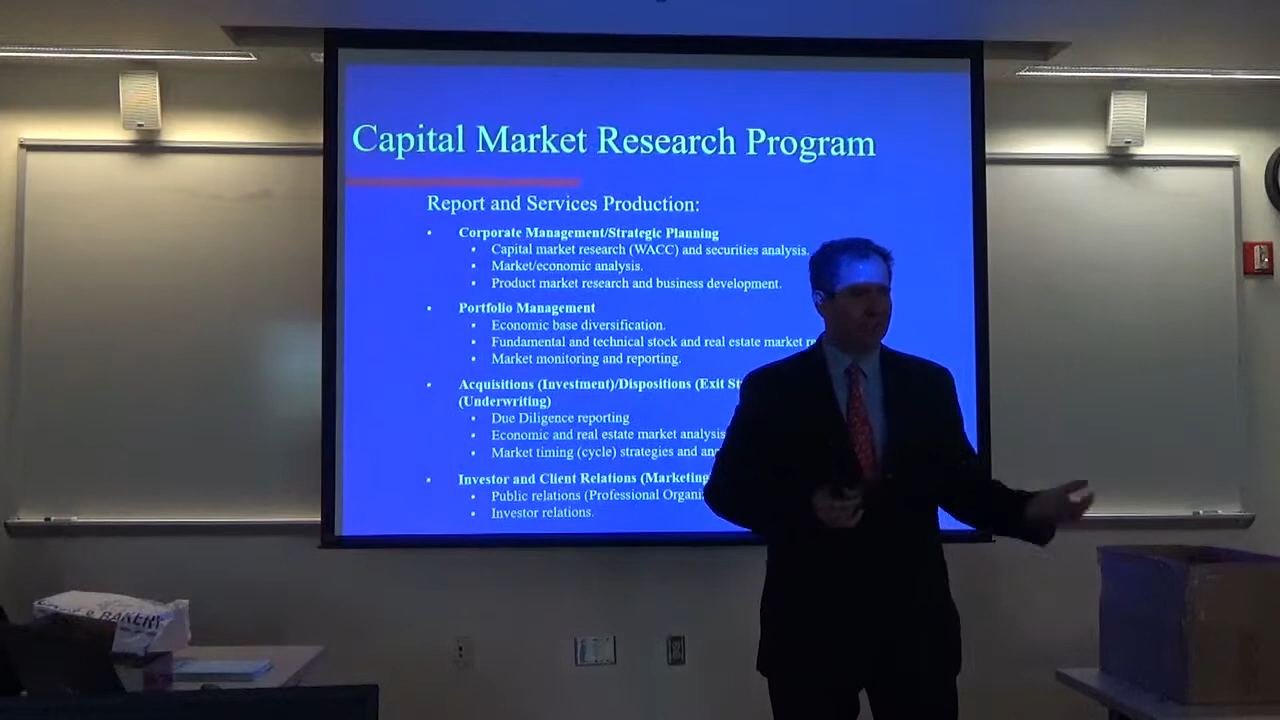 Capital Market Research Program
Report and Services Production:
• Corporate Management/Strategic Planning
• Capital market research (WACC) and securities analysis.
• Market/economic analysis.
• Product market research and business development.
• Portfolio Management
• Economic base diversification.
• Fundamental and technical stock and real estate market
• Market monitoring and reporting.
• Acquisitions (Investment)/Dispositions (Exit
(Underwriting)
• Due Diligence reporting
• Economic and real estate market analysis
• Market timing (cycle) strategies and
• Investor and Client Relations (Marketing
• Public relations (Professional
• Investor relations.
BAKERY